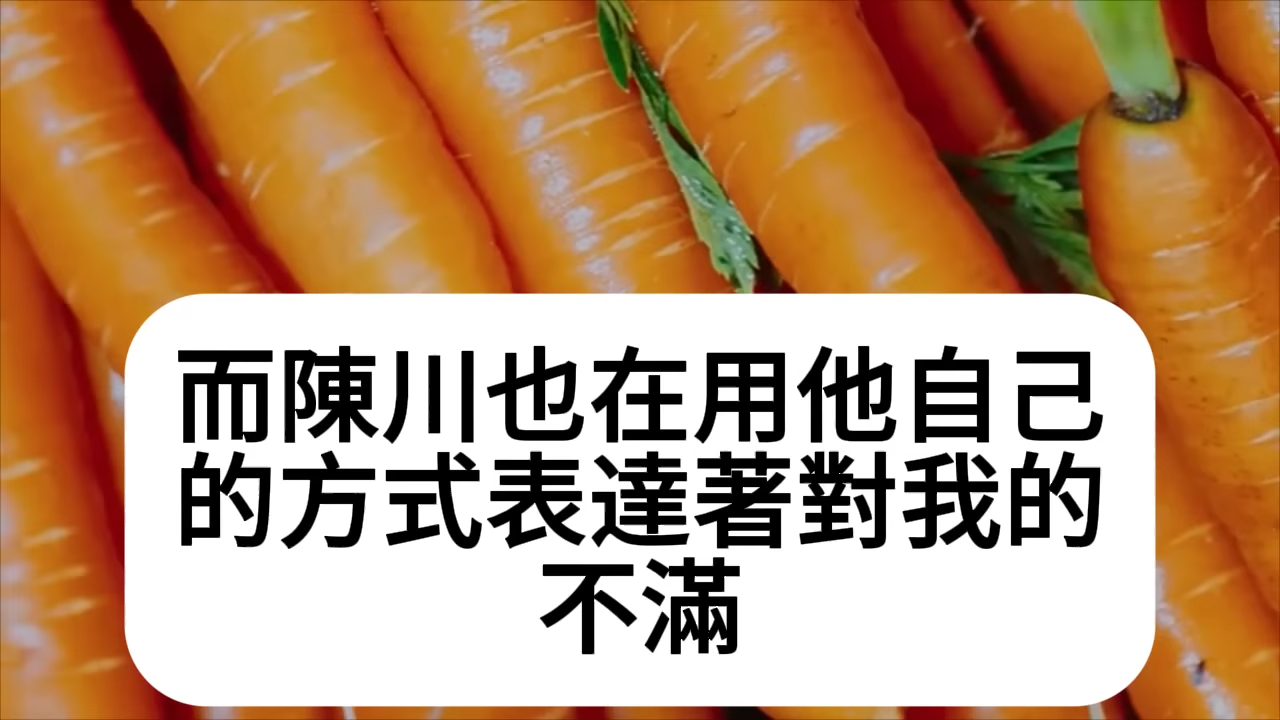 而陳川也在用他自己
的方式表達著對我的
不滿